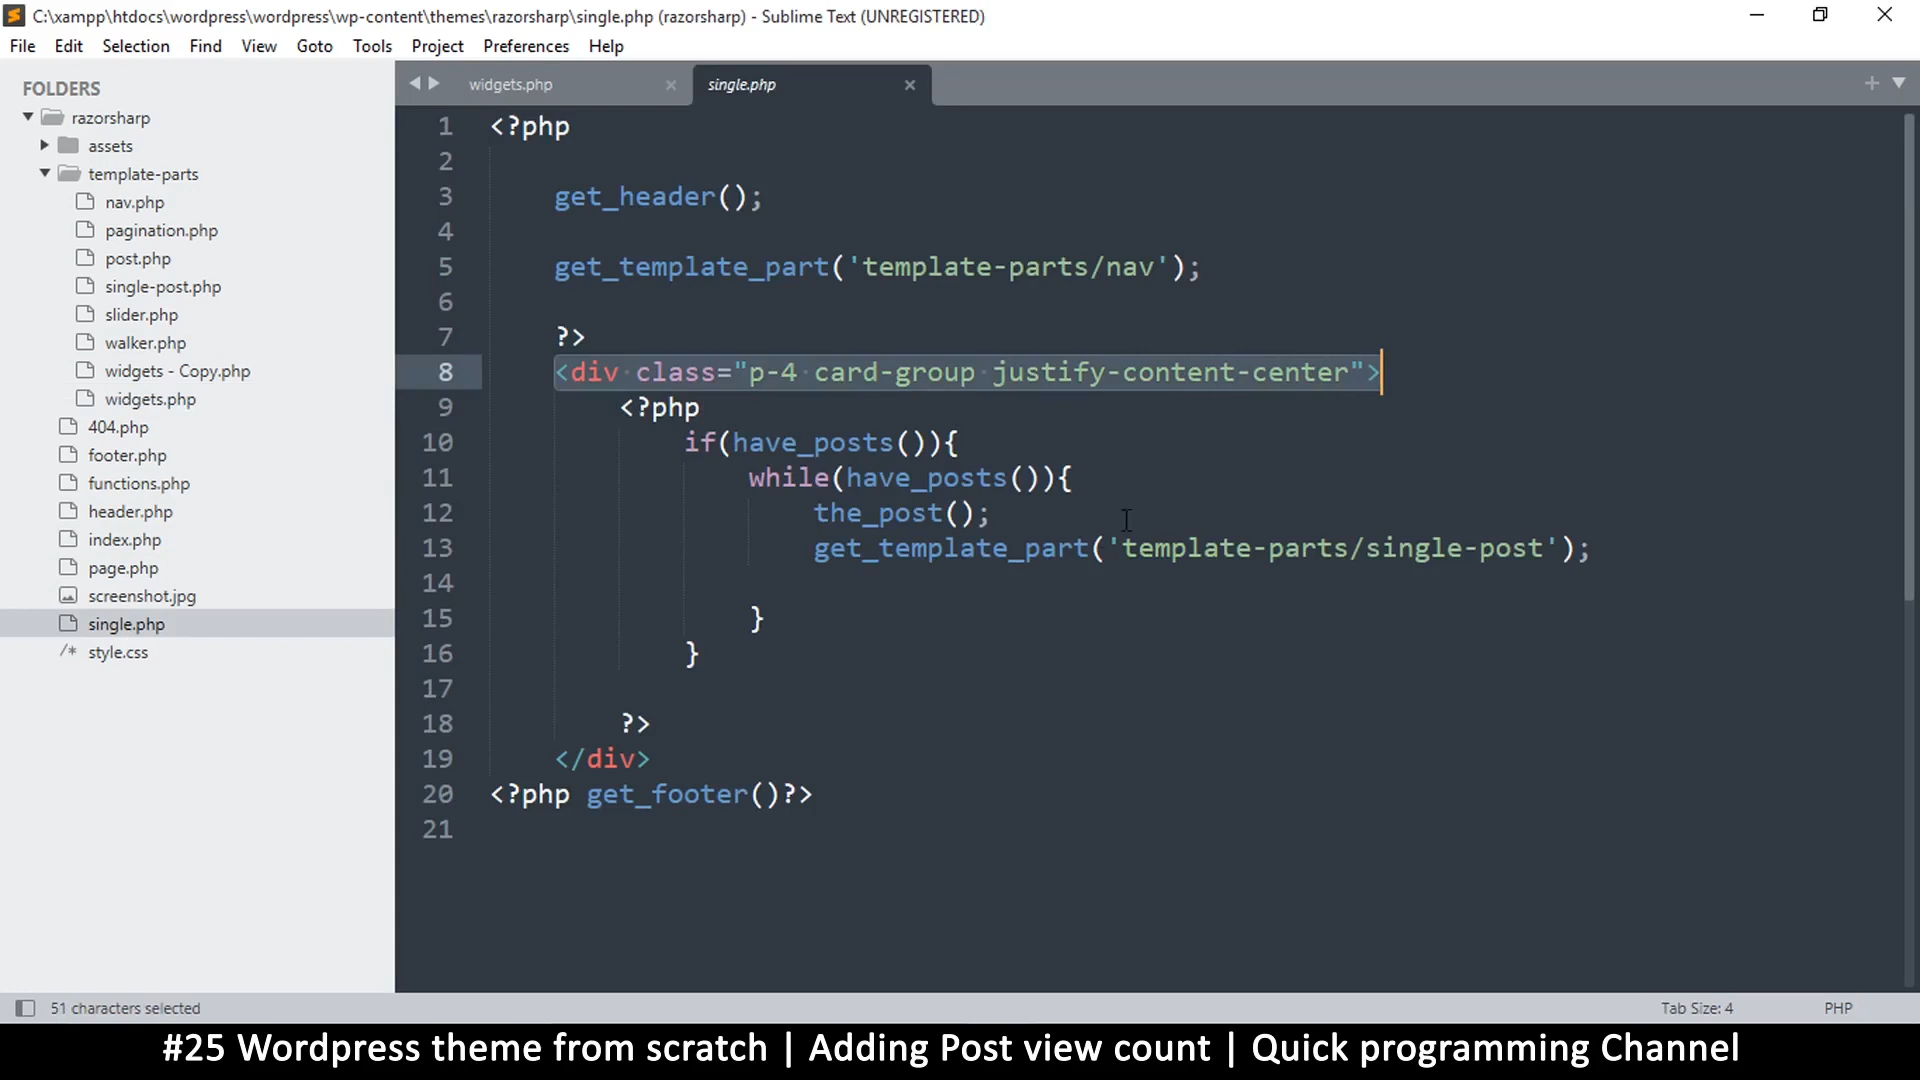 C:\xampp\htdocs\wordpress\wordpress\wp-content\themes\razorsharp\single.php (razorsharp) - Sublime Text (UNREGISTERED)
File Edit Selection Find View Goto Tools Project Preferences Help
FOLDERS
razorsharp
assets
template-parts
nav.php
pagination.php
post.php
single-post.php
slider.php
walker.php
widgets - Copy.php
widgets.php
404.php
footer.php
functions.php
header.php
index.php
page.php
screenshot.jpg
single.php
/* style.css
widgets.php × single.php ×
1 <?php
2
3 get_header();
4
5 get_template_part('template-parts/nav');
6
7 ?>
8 <div class="p-4 card-group justify-content-center">
9 <?php
10 if(have_posts()){
11 while(have_posts()){
12 the_post();
13 get_template_part('template-parts/single-post');
14
15 }
16 }
17
18 ?>
19 </div>
20 <?php get_footer()?>
21
51 characters selected Tab Size: 4 PHP
#25 Wordpress theme from scratch | Adding Post view count | Quick programming Channel